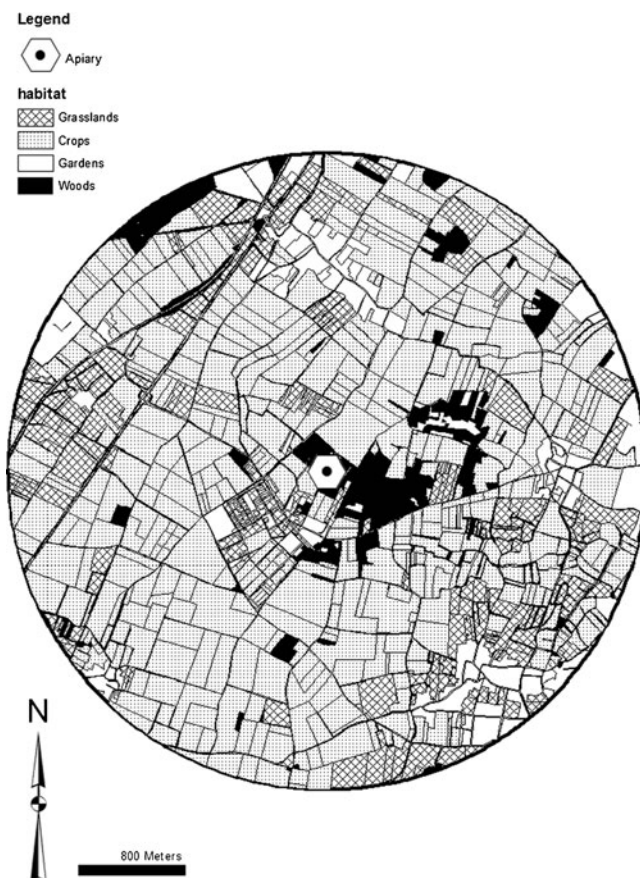 Legend
Apiary
habitat
Grasslands
Crops
Gardens
Woods
N
800 Meters